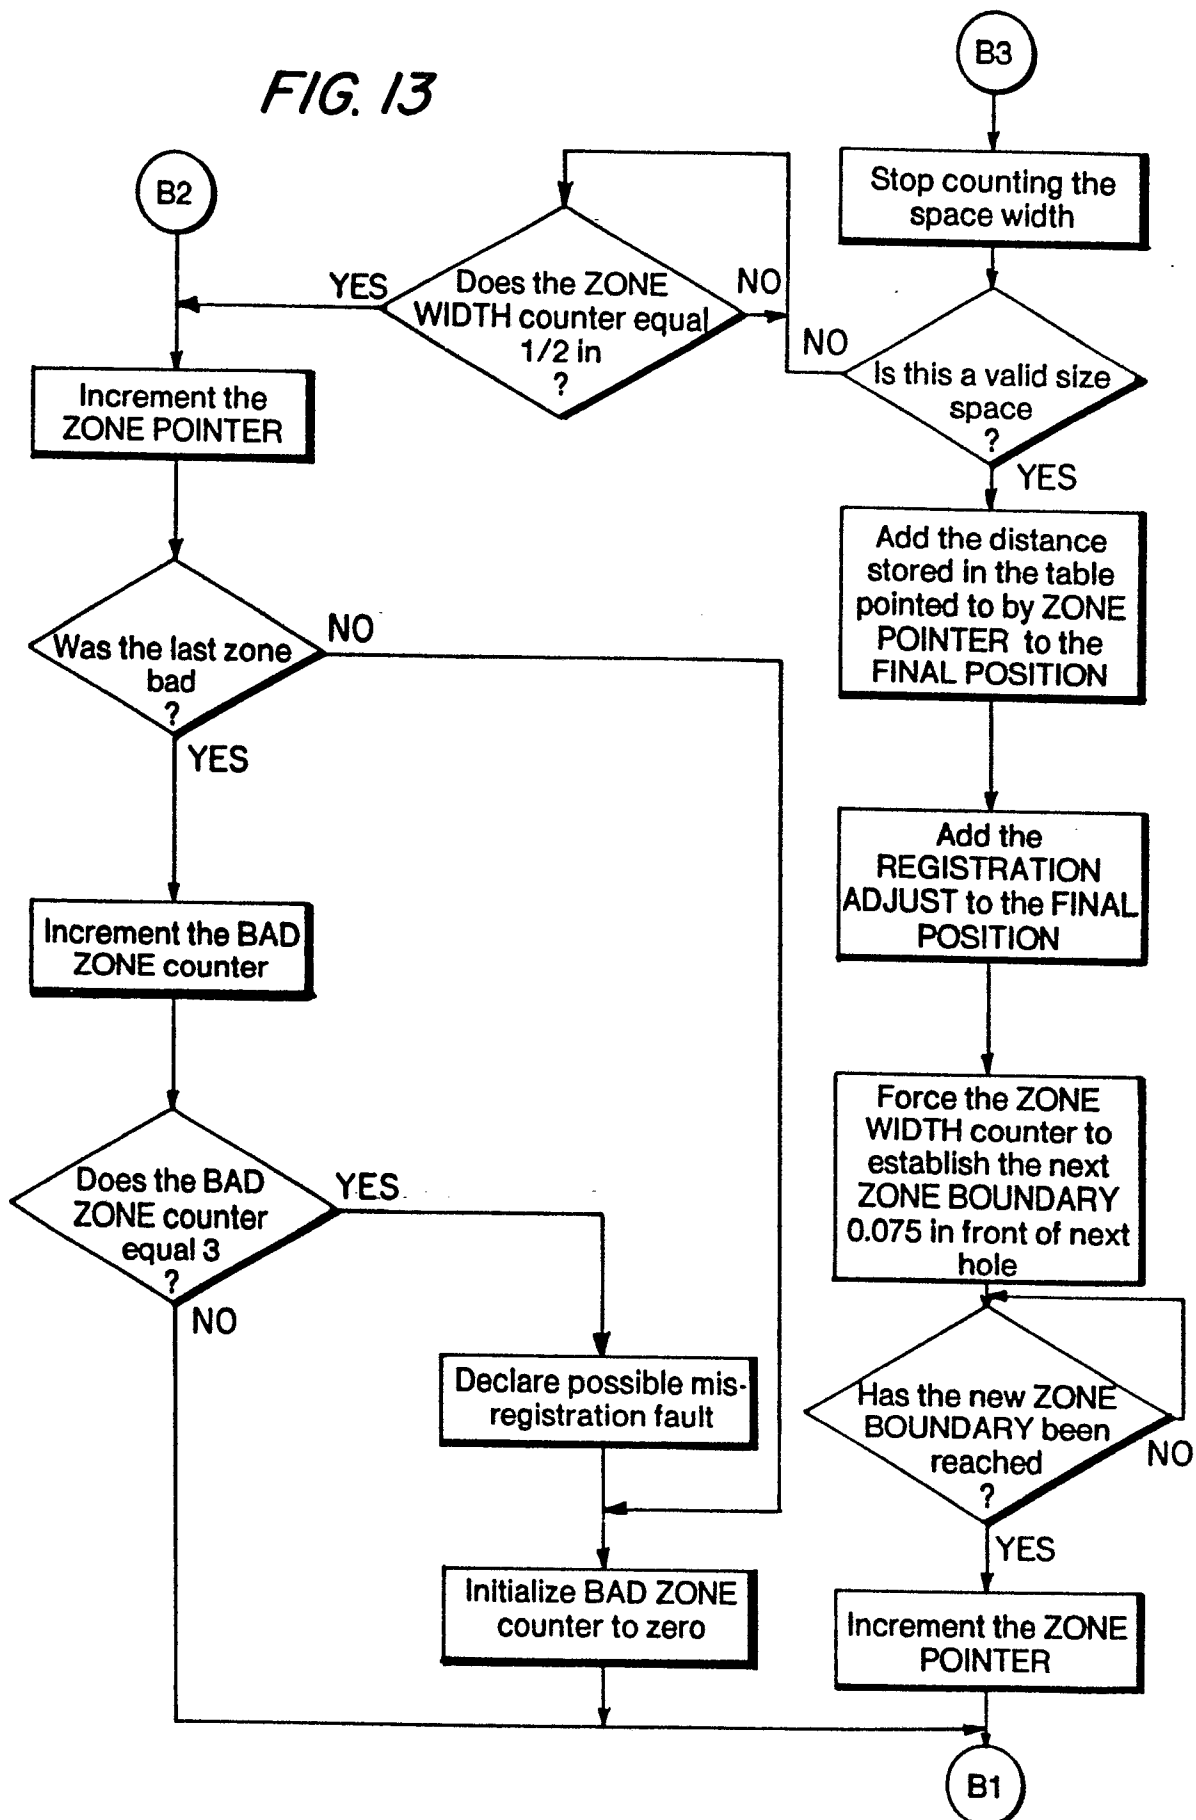 FIG. 13
B3
Stop counting the
space width
Is this a valid size
space
?
NO
YES
Add the distance
stored in the table
pointed to by ZONE
POINTER to the
FINAL POSITION
Add the
REGISTRATION
ADJUST to the FINAL
POSITION
Force the ZONE
WIDTH counter to
establish the next
ZONE BOUNDARY
0.075 in front of next
hole
Has the new ZONE
BOUNDARY been
reached
?
NO
YES
Increment the ZONE
POINTER
B1
Does the ZONE
WIDTH counter equal
1/2 in
?
NO
YES
B2
Increment the
ZONE POINTER
Was the last zone
bad
?
NO
YES
Increment the BAD
ZONE counter
Does the BAD
ZONE counter
equal 3
?
YES
NO
Declare possible mis-
registration fault
Initialize BAD ZONE
counter to zero